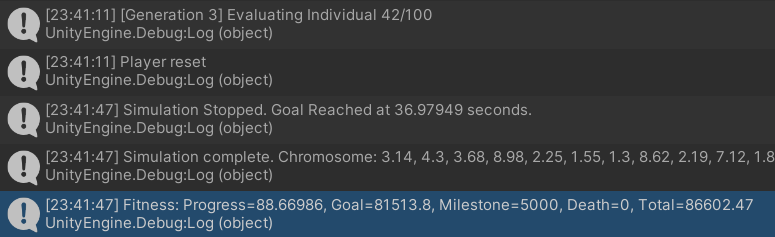 [23:41:11] [Generation 3] Evaluating Individual 42/100
UnityEngine.Debug:Log (object)
[23:41:11] Player reset
UnityEngine.Debug:Log (object)
[23:41:47] Simulation Stopped. Goal Reached at 36.97949 seconds.
UnityEngine.Debug:Log (object)
[23:41:47] Simulation complete. Chromosome: 3.14, 4.3, 3.68, 8.98, 2.25, 1.55, 1.3, 8.62, 2.19, 7.12, 1.8
UnityEngine.Debug:Log (object)
[23:41:47] Fitness: Progress=88.66986, Goal=81513.8, Milestone=5000, Death=0, Total=86602.47
UnityEngine.Debug:Log (object)